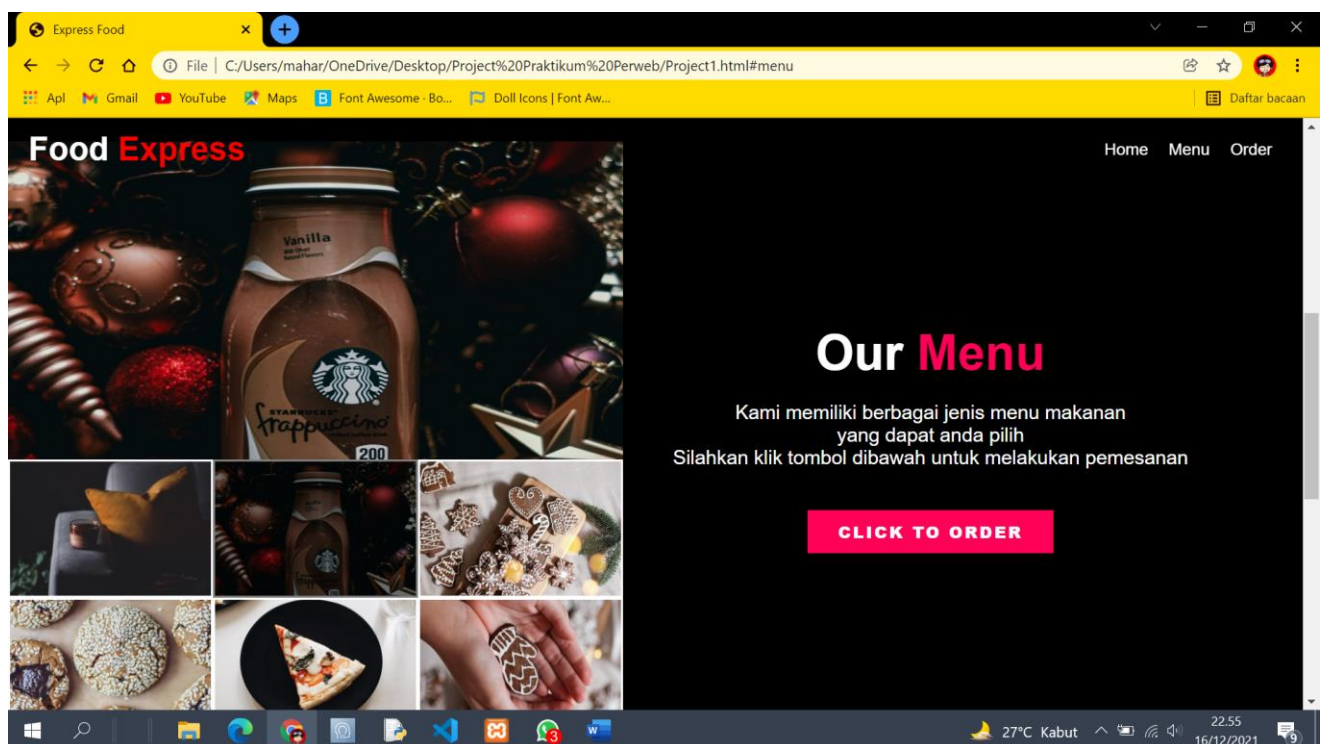 Express Food
File | C:/Users/mahar/OneDrive/Desktop/Project%20Praktikum%20Perweb/Project1.html#menu
Apl Gmail YouTube Maps Font Awesome - Bo... Doll Icons | Font Aw... Daftar bacaan
Food Express
Home Menu Order
Vanilla
STARBUCKS
frappuccino
200
Our Menu
Kami memiliki berbagai jenis menu makanan
yang dapat anda pilih
Silahkan klik tombol dibawah untuk melakukan pemesanan
CLICK TO ORDER
27°C Kabut
22.55
16/12/2021
3
9